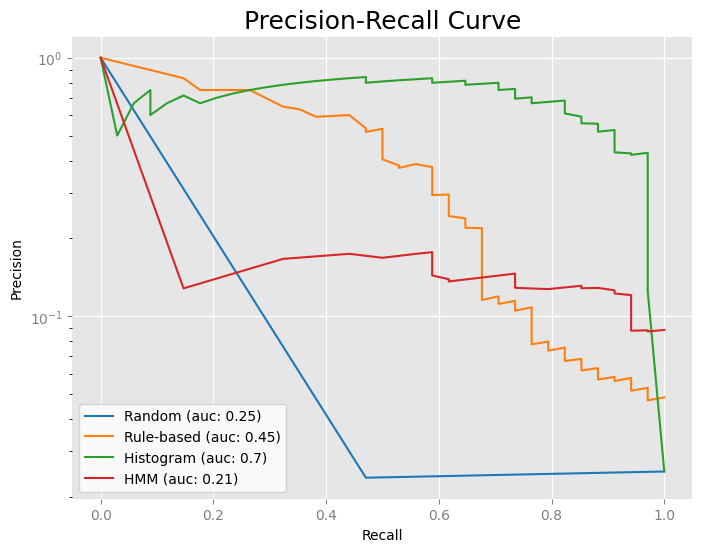 Precision-Recall Curve
10⁰
10⁻¹
Precision
Random (auc: 0.25)
Rule-based (auc: 0.45)
Histogram (auc: 0.7)
HMM (auc: 0.21)
0.0 0.2 0.4 0.6 0.8 1.0
Recall